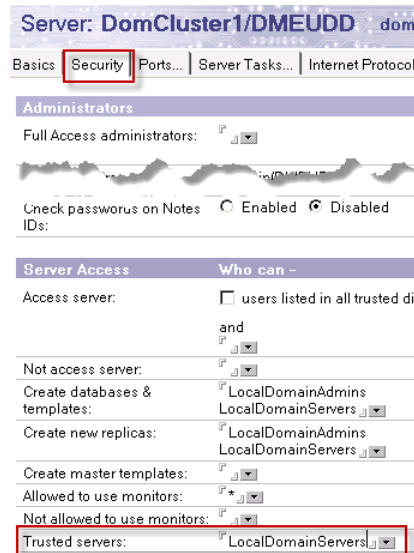 Server: DomCluster1/DMEUDD dom
Basics Security Ports... Server Tasks... Internet Protocol
Administrators
Full Access administrators:
Check passwords on Notes IDs: Enabled Disabled
Server Access Who can -
Access server: users listed in all trusted di
and
Not access server:
Create databases & templates: LocalDomainAdmins
LocalDomainServers
Create new replicas: LocalDomainAdmins
LocalDomainServers
Create master templates:
Allowed to use monitors: *
Not allowed to use monitors:
Trusted servers: LocalDomainServers